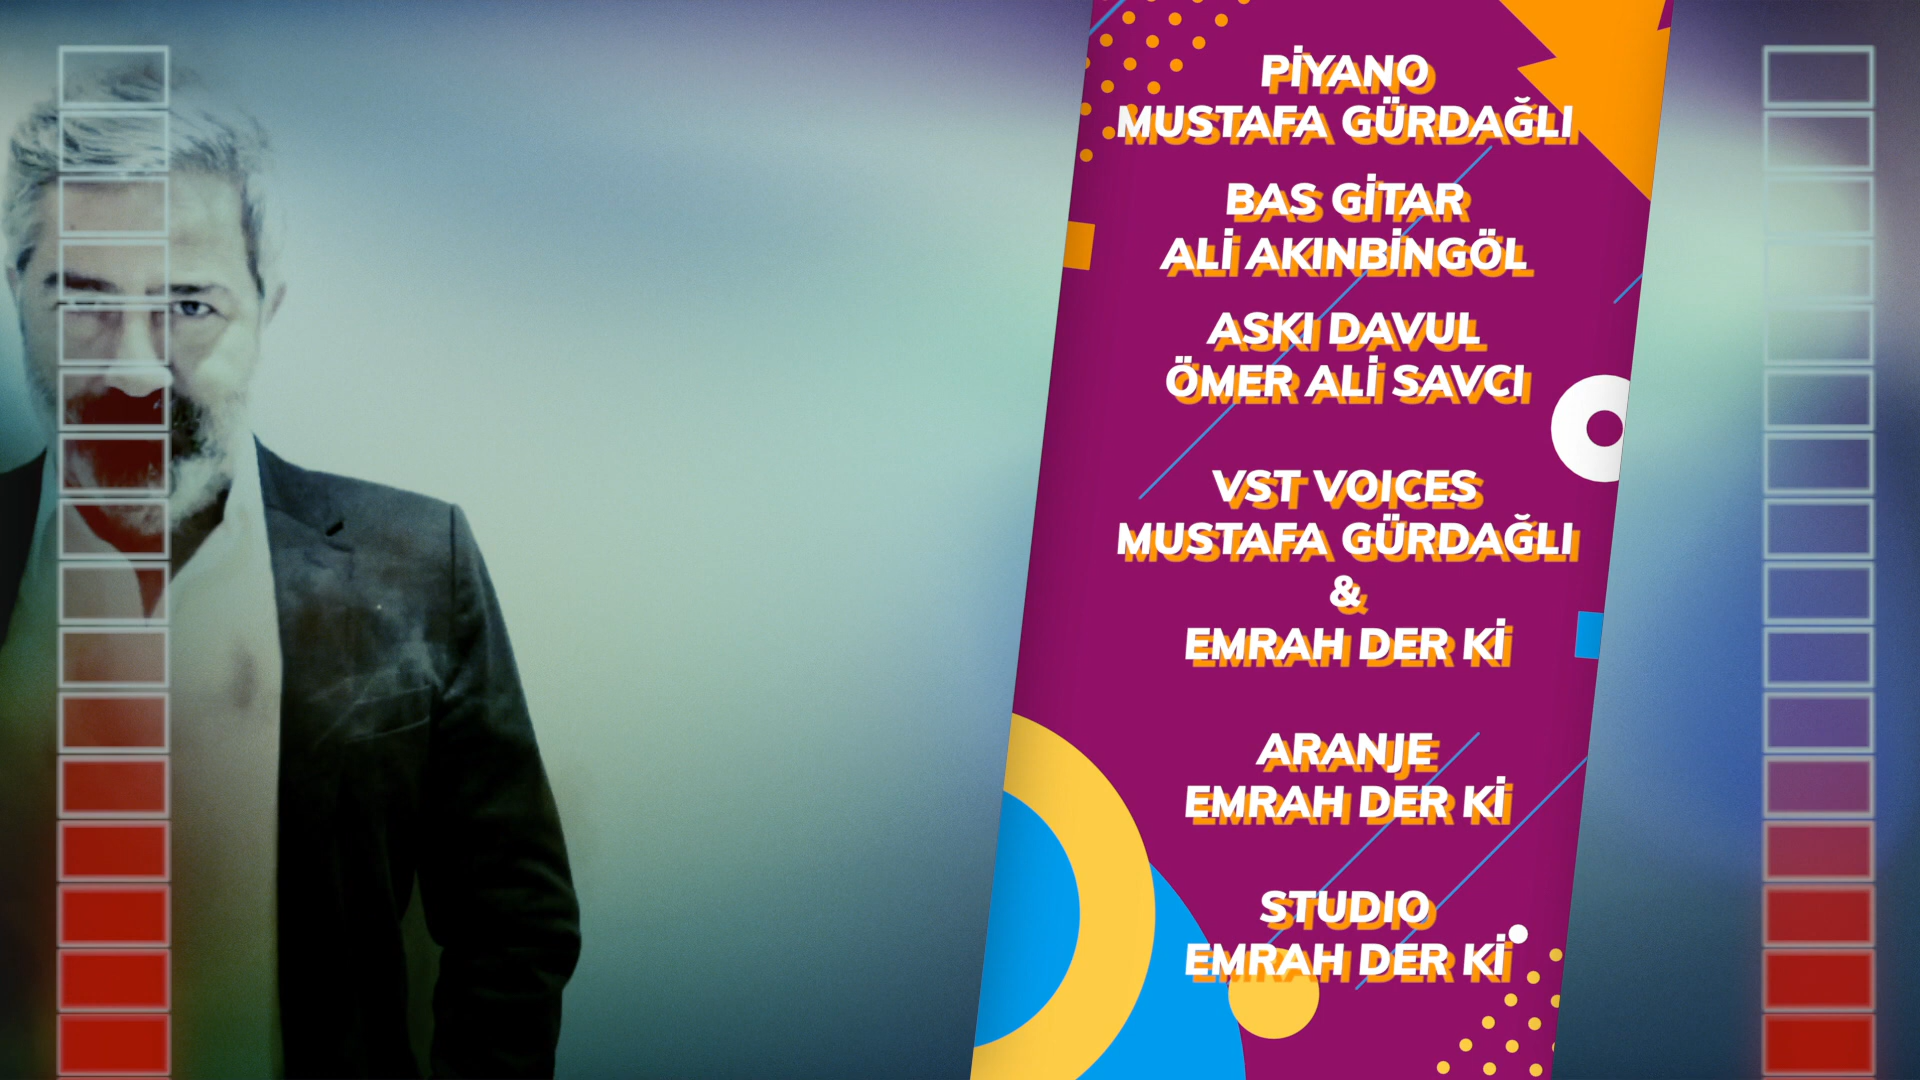 PİYANO
MUSTAFA GÜRDAĞLI
BAS GİTAR
ALİ AKINBİNGÖL
ASKI DAVUL
ÖMER ALİ SAVCI
VST VOICES
MUSTAFA GÜRDAĞLI
&
EMRAH DER Kİ
ARANJE
EMRAH DER Kİ
STUDIO
EMRAH DER Kİ